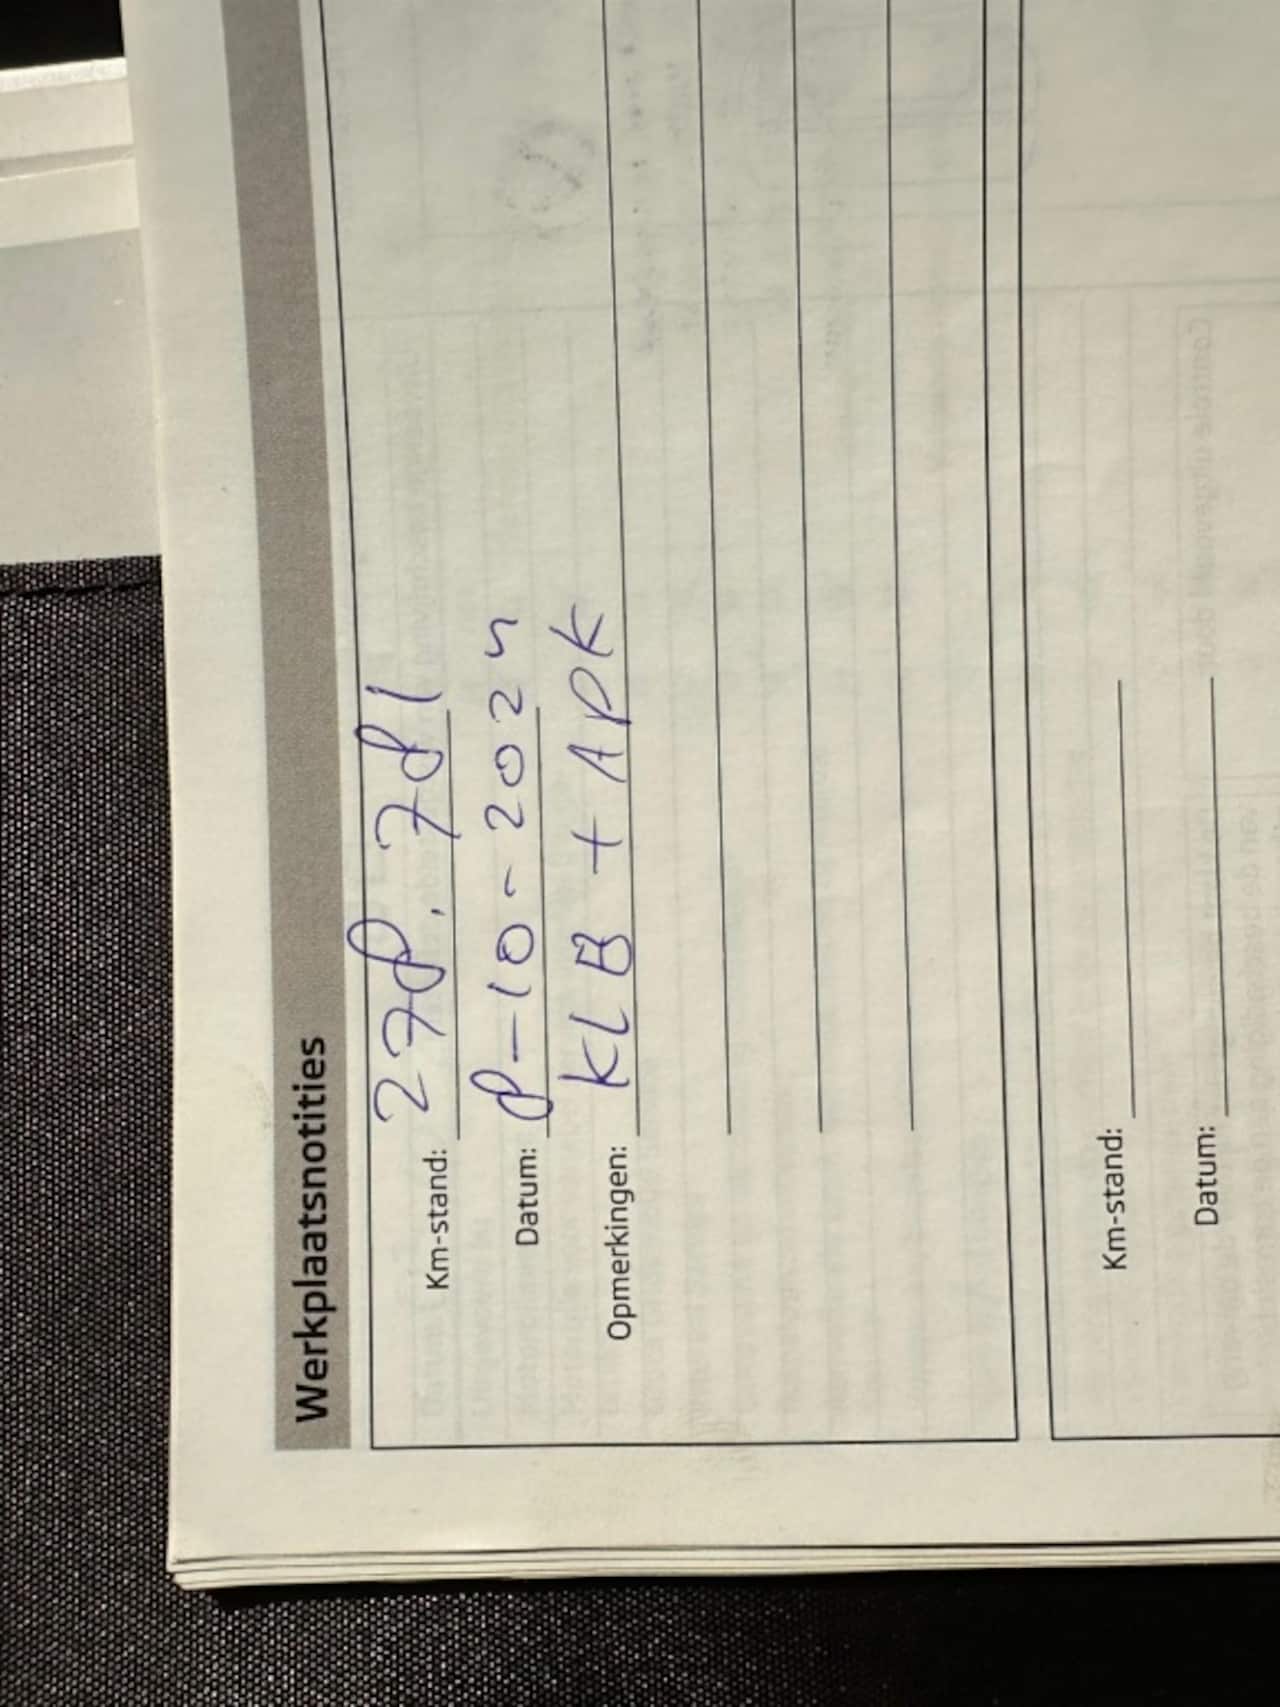 Werkplaatsnotities
Km-stand: 278.781
Datum: 8-10-2024
Opmerkingen: KLB + APK
Km-stand:
Datum: